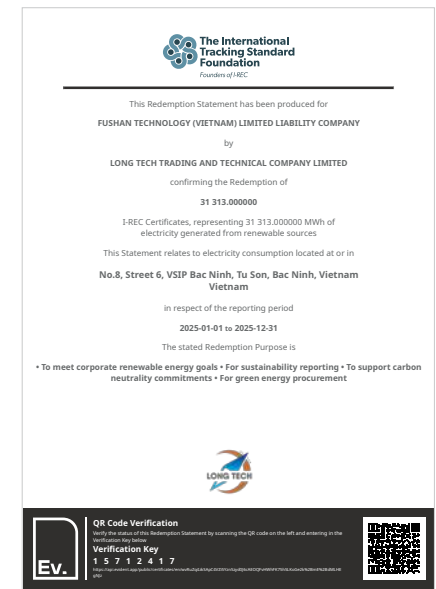 The International
Tracking Standard
Foundation
Founders of I-REC
This Redemption Statement has been produced for
FUSHAN TECHNOLOGY (VIETNAM) LIMITED LIABILITY COMPANY
by
LONG TECH TRADING AND TECHNICAL COMPANY LIMITED
confirming the Redemption of
31 313.000000
I-REC Certificates, representing 31 313.000000 MWh of
electricity generated from renewable sources
This Statement relates to electricity consumption located at or in
No.8, Street 6, VSIP Bac Ninh, Tu Son, Bac Ninh, Vietnam
Vietnam
in respect of the reporting period
2025-01-01 to 2025-12-31
The stated Redemption Purpose is
• To meet corporate renewable energy goals • For sustainability reporting • To support carbon
neutrality commitments • For green energy procurement
LONG TECH
Ev.
QR Code Verification
Verify the status of this Redemption Statement by scanning the QR code on the left and entering in the
Verification Key below
Verification Key
1 5 7 1 2 4 1 7